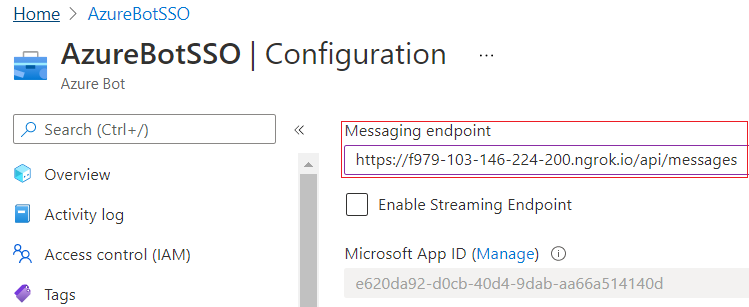 Home > AzureBotSSO
AzureBotSSO | Configuration ...
Azure Bot
Search (Ctrl+/) «
Overview
Activity log
Access control (IAM)
Tags
Messaging endpoint
https://f979-103-146-224-200.ngrok.io/api/messages
Enable Streaming Endpoint
Microsoft App ID (Manage)
e620da92-d0cb-40d4-9dab-aa66a514140d